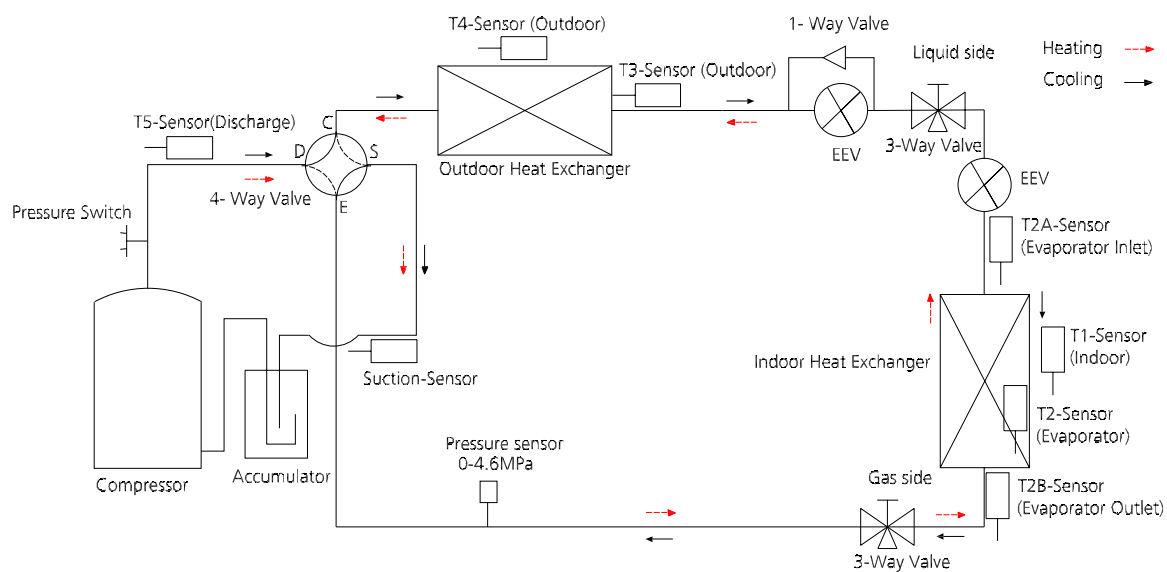 T4-Sensor (Outdoor)
1- Way Valve
Liquid side
Heating
Cooling
T3-Sensor (Outdoor)
T5-Sensor(Discharge)
C
D
S
E
4- Way Valve
Outdoor Heat Exchanger
EEV
3-Way Valve
EEV
Pressure Switch
T2A-Sensor
(Evaporator Inlet)
T1-Sensor
(Indoor)
Indoor Heat Exchanger
Suction-Sensor
T2-Sensor
(Evaporator)
Pressure sensor
0-4.6MPa
Accumulator
Compressor
Gas side
T2B-Sensor
(Evaporator Outlet)
3-Way Valve